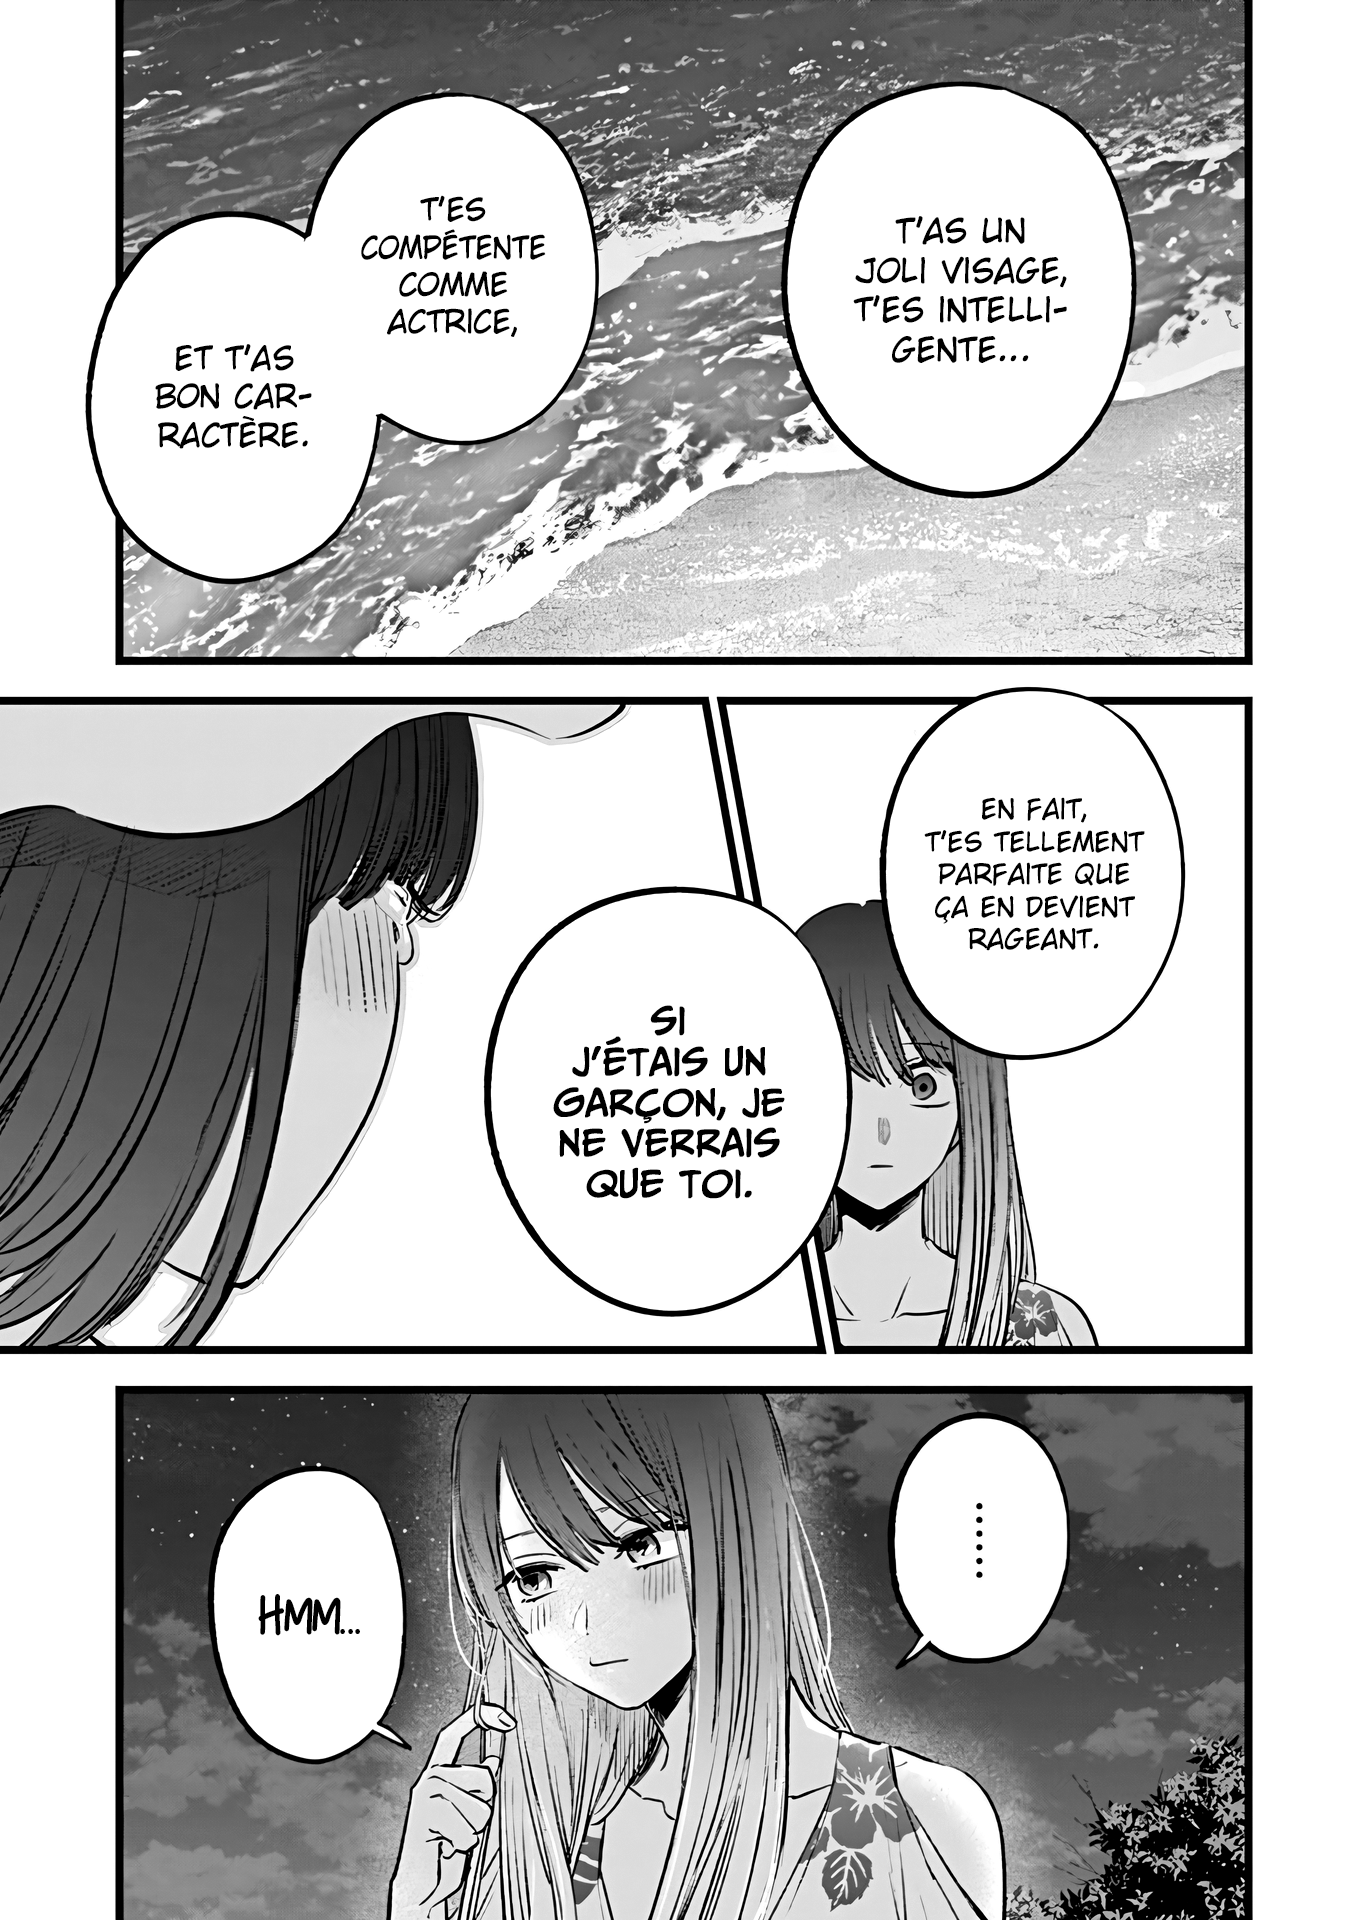 T'AS UN
JOLI VISAGE,
T'ES INTELLI-
GENTE...
T'ES
COMPÉTENTE
COMME
ACTRICE,
ET T'AS
BON CAR-
RACTÈRE.
EN FAIT,
T'ES TELLEMENT
PARFAITE QUE
ÇA EN DEVIENT
RAGEANT.
SI
J'ÉTAIS UN
GARÇON, JE
NE VERRAIS
QUE TOI.
......
HMM...